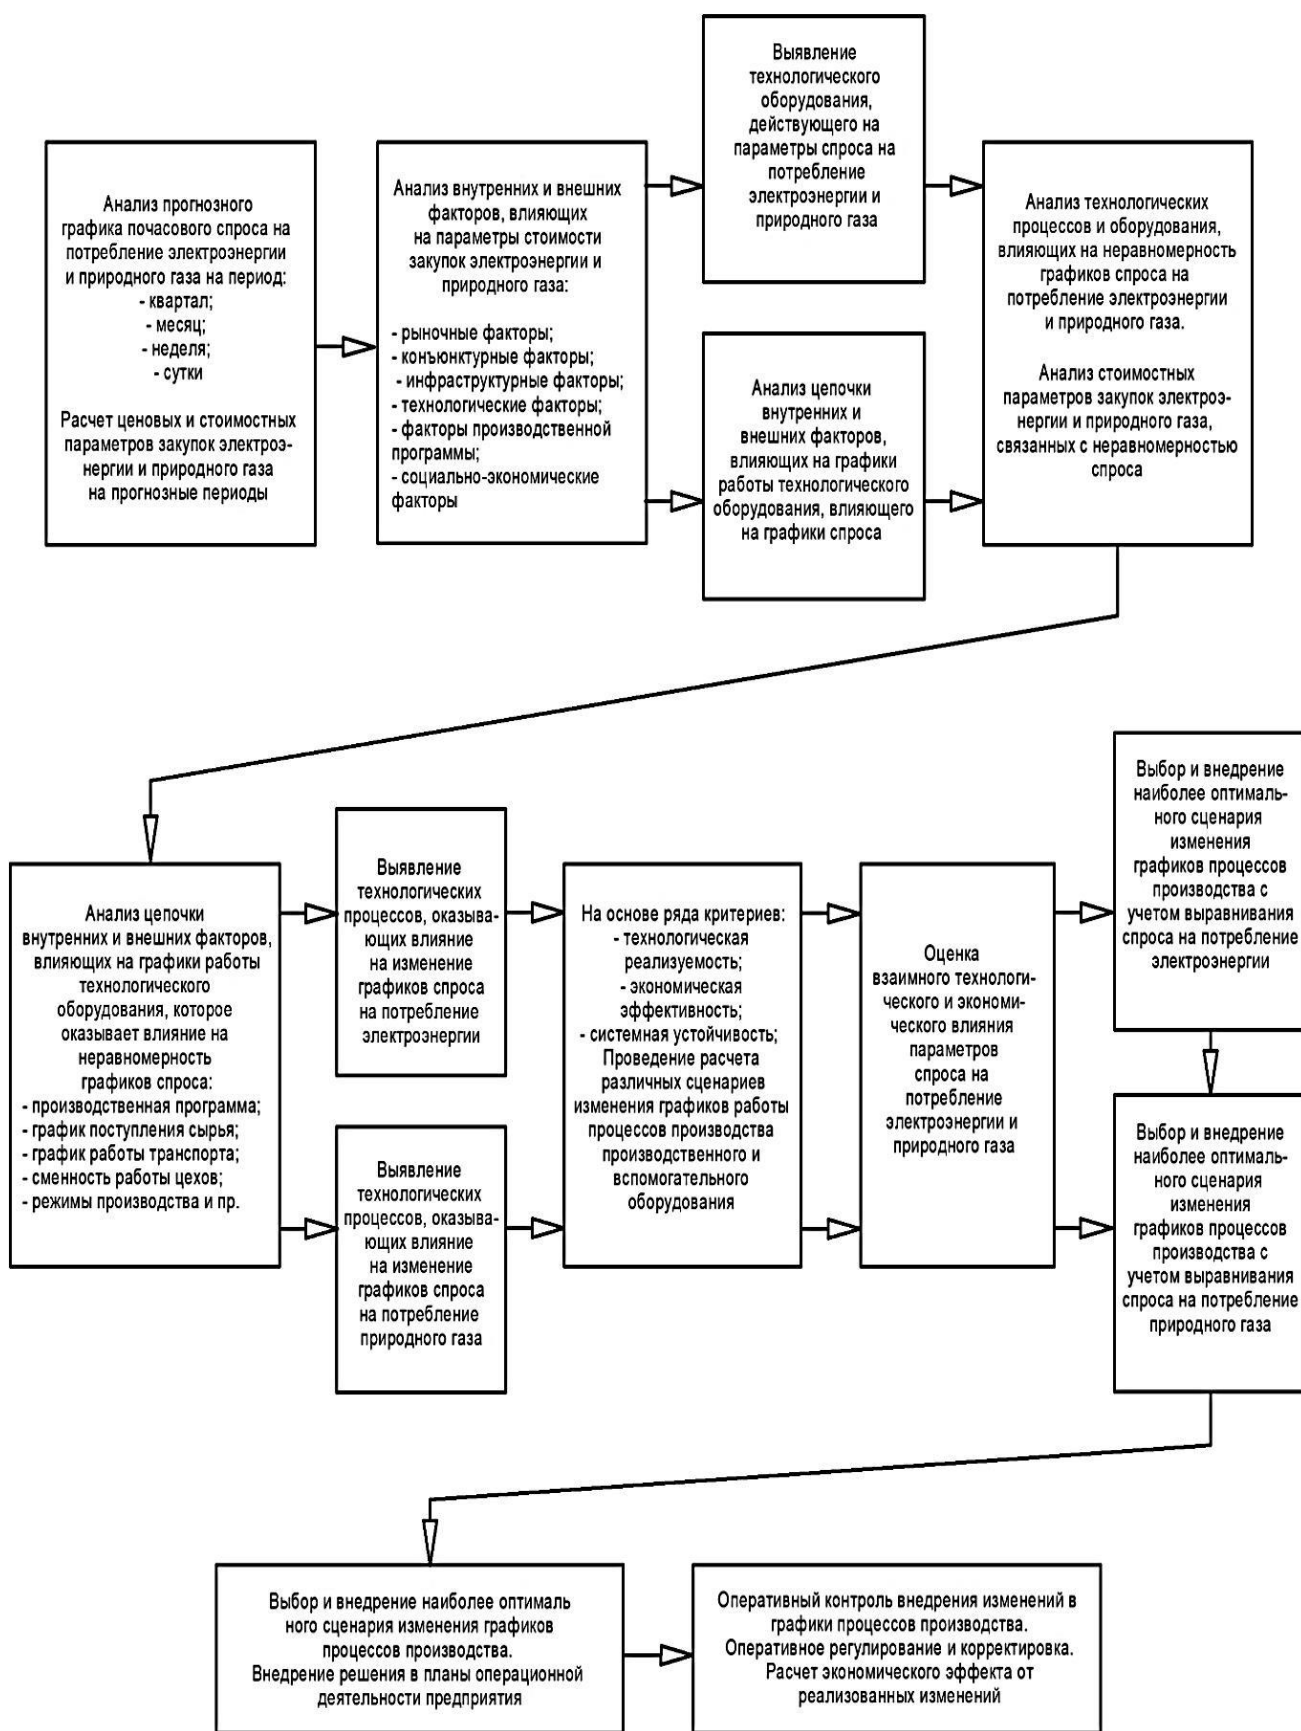 Анализ прогнозного
графика почасового спроса на
потребление электроэнергии
и природного газа на период:
- квартал;
- месяц;
- неделя;
- сутки
Расчет ценовых и стоимостных
параметров закупок электроэ-
нергии и природного газа
на прогнозные периоды
Анализ внутренних и внешних
факторов, влияющих
на параметры стоимости
закупок электроэнергии и
природного газа:
- рыночные факторы;
- конъюнктурные факторы;
- инфраструктурные факторы;
- технологические факторы;
- факторы производственной
программы;
- социально-экономические
факторы
Выявление
технологического
оборудования,
действующего на
параметры спроса на
потребление
электроэнергии и
природного газа
Анализ цепочки
внутренних и
внешних факторов,
влияющих на графики
работы технологического
оборудования, влияющего
на графики спроса
Анализ технологических
процессов и оборудования,
влияющих на неравномерность
графиков спроса на
потребление электроэнергии
и природного газа.
Анализ стоимостных
параметров закупок электроэ-
нергии и природного газа,
связанных с неравномерностью
спроса
Анализ цепочки
внутренних и внешних факторов,
влияющих на графики работы
технологического
оборудования, которое
оказывает влияние на
неравномерность
графиков спроса:
- производственная программа;
- график поступления сырья;
- график работы транспорта;
- сменность работы цехов;
- режимы производства и пр.
Выявление
технологических
процессов, оказыва-
ющих влияние
на изменение
графиков спроса
на потребление
электроэнергии
Выявление
технологических
процессов, оказыва-
ющих влияние
на изменение
графиков спроса
на потребление
природного газа
На основе ряда критериев:
- технологическая
реализуемость;
- экономическая
эффективность;
- системная устойчивость;
Проведение расчета
различных сценариев
изменения графиков работы
процессов производства
производственного и
вспомогательного
оборудования
Оценка
взаимного технологи-
ческого и экономи-
ческого влияния
параметров
спроса на
потребление
электроэнергии и
природного газа
Выбор и внедрение
наиболее оптималь-
ного сценария
изменения
графиков процессов
производства с
учетом выравнивания
спроса на потребление
электроэнергии
Выбор и внедрение
наиболее оптималь-
ного сценария
изменения
графиков процессов
производства с
учетом выравнивания
спроса на потребление
природного газа
Выбор и внедрение наиболее оптималь
ного сценария изменения графиков
процессов производства.
Внедрение решения в планы операционной
деятельности предприятия
Оперативный контроль внедрения изменений в
графики процессов производства.
Оперативное регулирование и корректировка.
Расчет экономического эффекта от
реализованных изменений